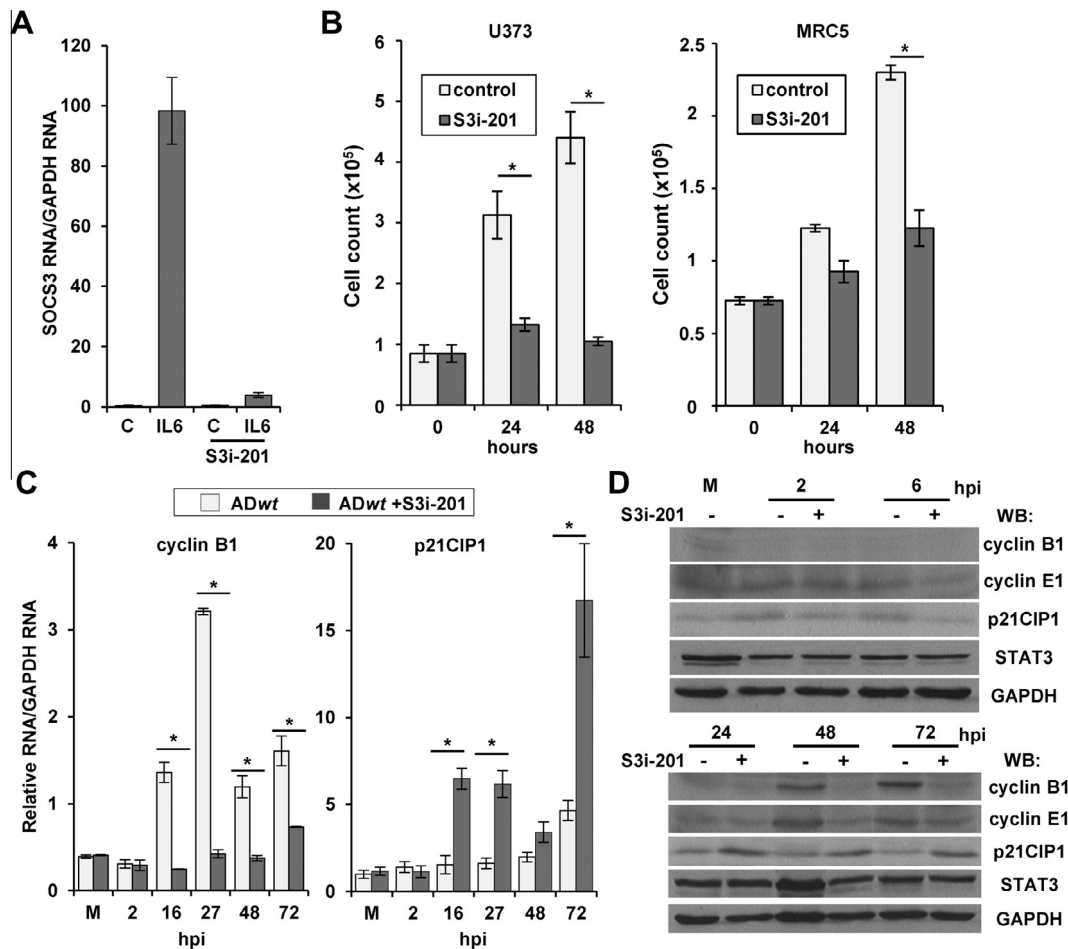 A
SOCS3 RNA/GAPDH RNA
120
100
80
60
40
20
0
C IL6 C IL6
S3i-201
B
U373
Cell count (x10⁵)
6
5
4
3
2
1
0
control
S3i-201
*
*
0 24 48
hours
MRC5
Cell count (x10⁵)
2.5
2
1.5
1
0.5
0
control
S3i-201
*
0 24 48
hours
C
ADwt ADwt +S3i-201
cyclin B1
Relative RNA/GAPDH RNA
4
3
2
1
0
*
*
*
*
M 2 16 27 48 72
hpi
p21CIP1
20
15
10
5
0
*
*
*
M 2 16 27 48 72
hpi
D
M 2 6 hpi
S3i-201 - - + - + WB:
cyclin B1
cyclin E1
p21CIP1
STAT3
GAPDH
24 48 72 hpi
S3i-201 - + - + - + WB:
cyclin B1
cyclin E1
p21CIP1
STAT3
GAPDH